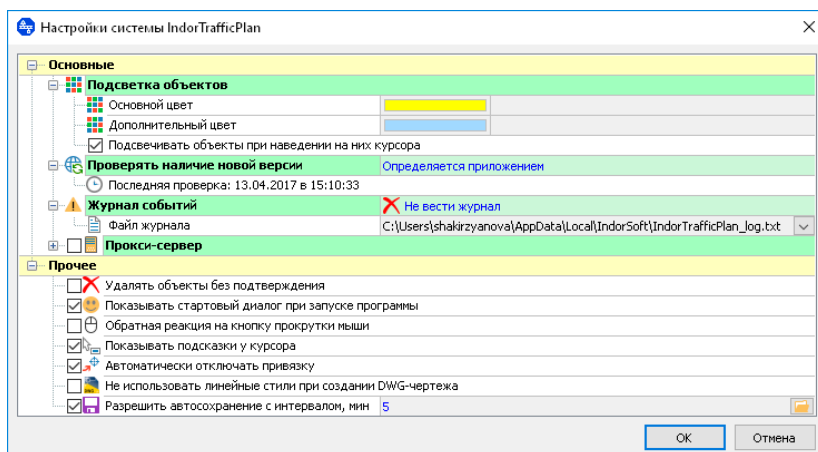 Настройки системы IndorTrafficPlan
Основные
Подсветка объектов
Основной цвет
Дополнительный цвет
Подсвечивать объекты при наведении на них курсора
Проверять наличие новой версии Определяется приложением
Последняя проверка: 13.04.2017 в 15:10:33
Журнал событий Не вести журнал
Файл журнала C:\Users\shakirzyanova\AppData\Local\IndorSoft\IndorTrafficPlan_log.txt
Прокси-сервер
Прочее
Удалять объекты без подтверждения
Показывать стартовый диалог при запуске программы
Обратная реакция на кнопку прокрутки мыши
Показывать подсказки у курсора
Автоматически отключать привязку
Не использовать линейные стили при создании DWG-чертежа
Разрешить автосохранение с интервалом, мин 5
ОК Отмена